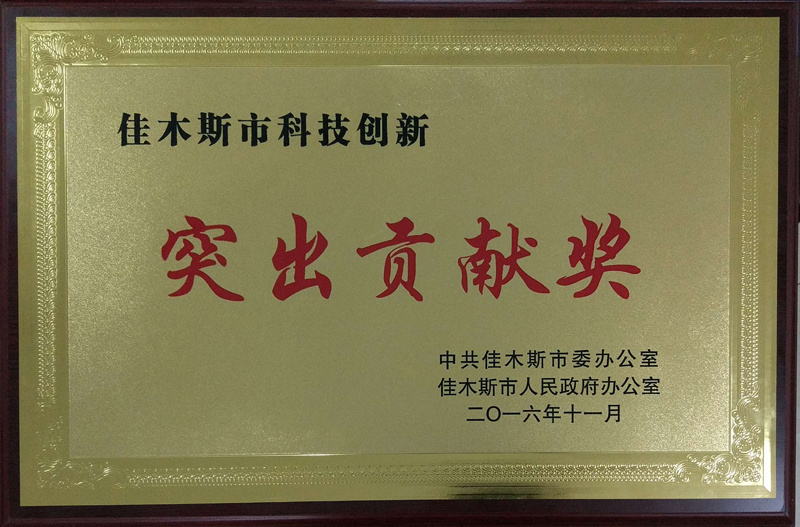 佳木斯市科技创新
突出贡献奖
中共佳木斯市委办公室
佳木斯市人民政府办公室
二〇一六年十一月